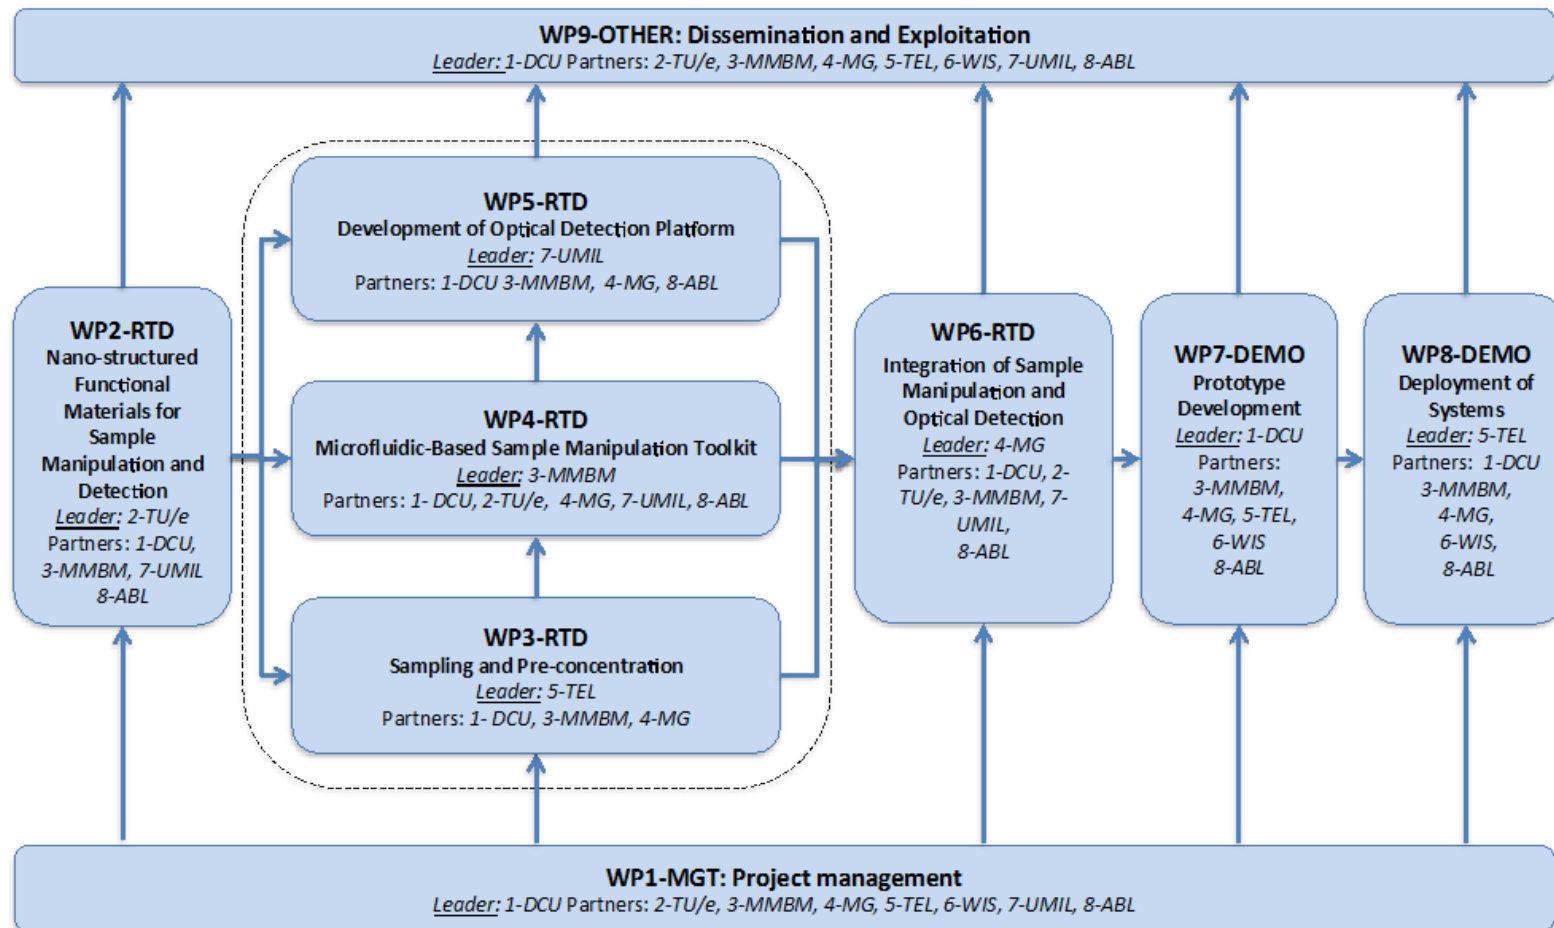 WP9-OTHER: Dissemination and Exploitation
Leader: 1-DCU Partners: 2-TU/e, 3-MMBM, 4-MG, 5-TEL, 6-WIS, 7-UMIL, 8-ABL
WP5-RTD
Development of Optical Detection Platform
Leader: 7-UMIL
Partners: 1-DCU 3-MMBM, 4-MG, 8-ABL
WP2-RTD
Nano-structured
Functional
Materials for
Sample
Manipulation and
Detection
Leader: 2-TU/e
Partners: 1-DCU,
3-MMBM, 7-UMIL
8-ABL
WP4-RTD
Microfluidic-Based Sample Manipulation Toolkit
Leader: 3-MMBM
Partners: 1- DCU, 2-TU/e, 4-MG, 7-UMIL, 8-ABL
WP3-RTD
Sampling and Pre-concentration
Leader: 5-TEL
Partners: 1- DCU, 3-MMBM, 4-MG
WP6-RTD
Integration of Sample
Manipulation and
Optical Detection
Leader: 4-MG
Partners: 1-DCU, 2-
TU/e, 3-MMBM, 7-
UMIL,
8-ABL
WP7-DEMO
Prototype
Development
Leader: 1-DCU
Partners:
3-MMBM,
4-MG, 5-TEL,
6-WIS
8-ABL
WP8-DEMO
Deployment of
Systems
Leader: 5-TEL
Partners: 1-DCU
3-MMBM,
4-MG,
6-WIS,
8-ABL
WP1-MGT: Project management
Leader: 1-DCU Partners: 2-TU/e, 3-MMBM, 4-MG, 5-TEL, 6-WIS, 7-UMIL, 8-ABL